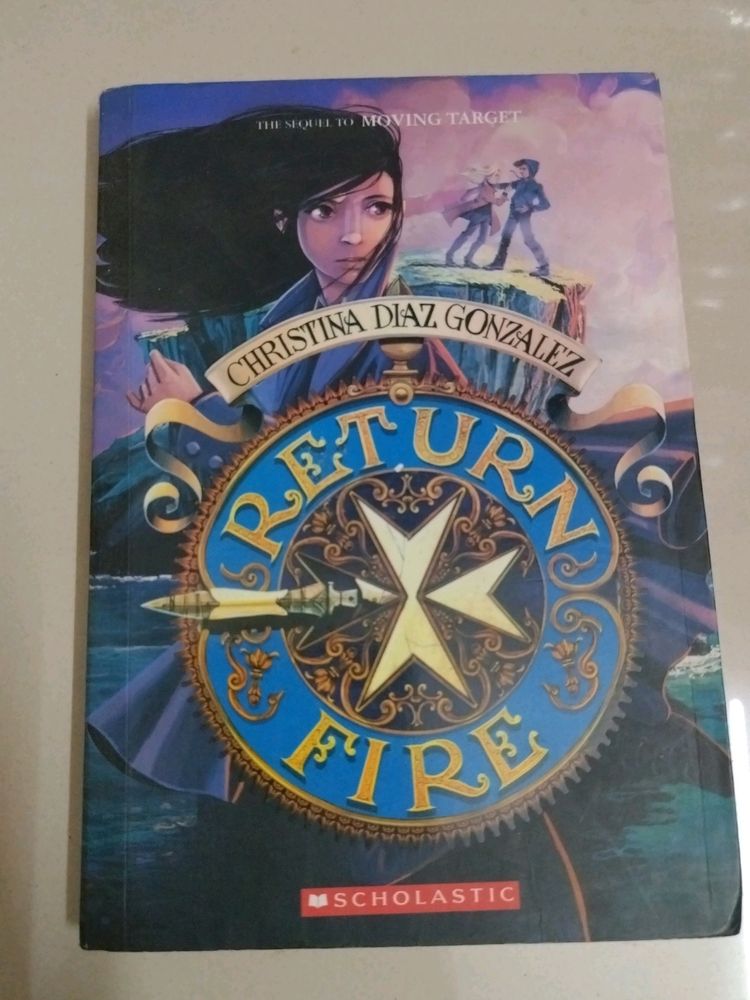 THE SEQUEL TO MOVING TARGET
CHRISTINA DIAZ GONZALEZ
RETURN
FIRE
SCHOLASTIC